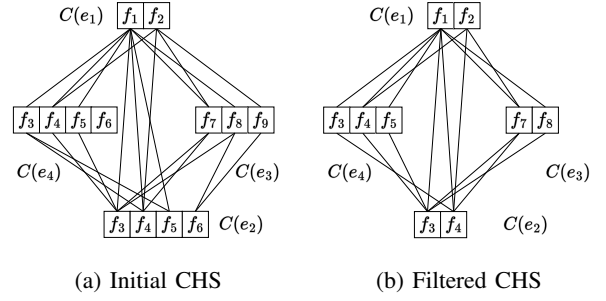 C(e₁) f₁ f₂ C(e₁) f₁ f₂
f₃ f₄ f₅ f₆ f₇ f₈ f₉ f₃ f₄ f₅ f₇ f₈
C(e₄) C(e₃) C(e₄) C(e₃)
f₃ f₄ f₅ f₆ C(e₂) f₃ f₄ C(e₂)
(a) Initial CHS (b) Filtered CHS